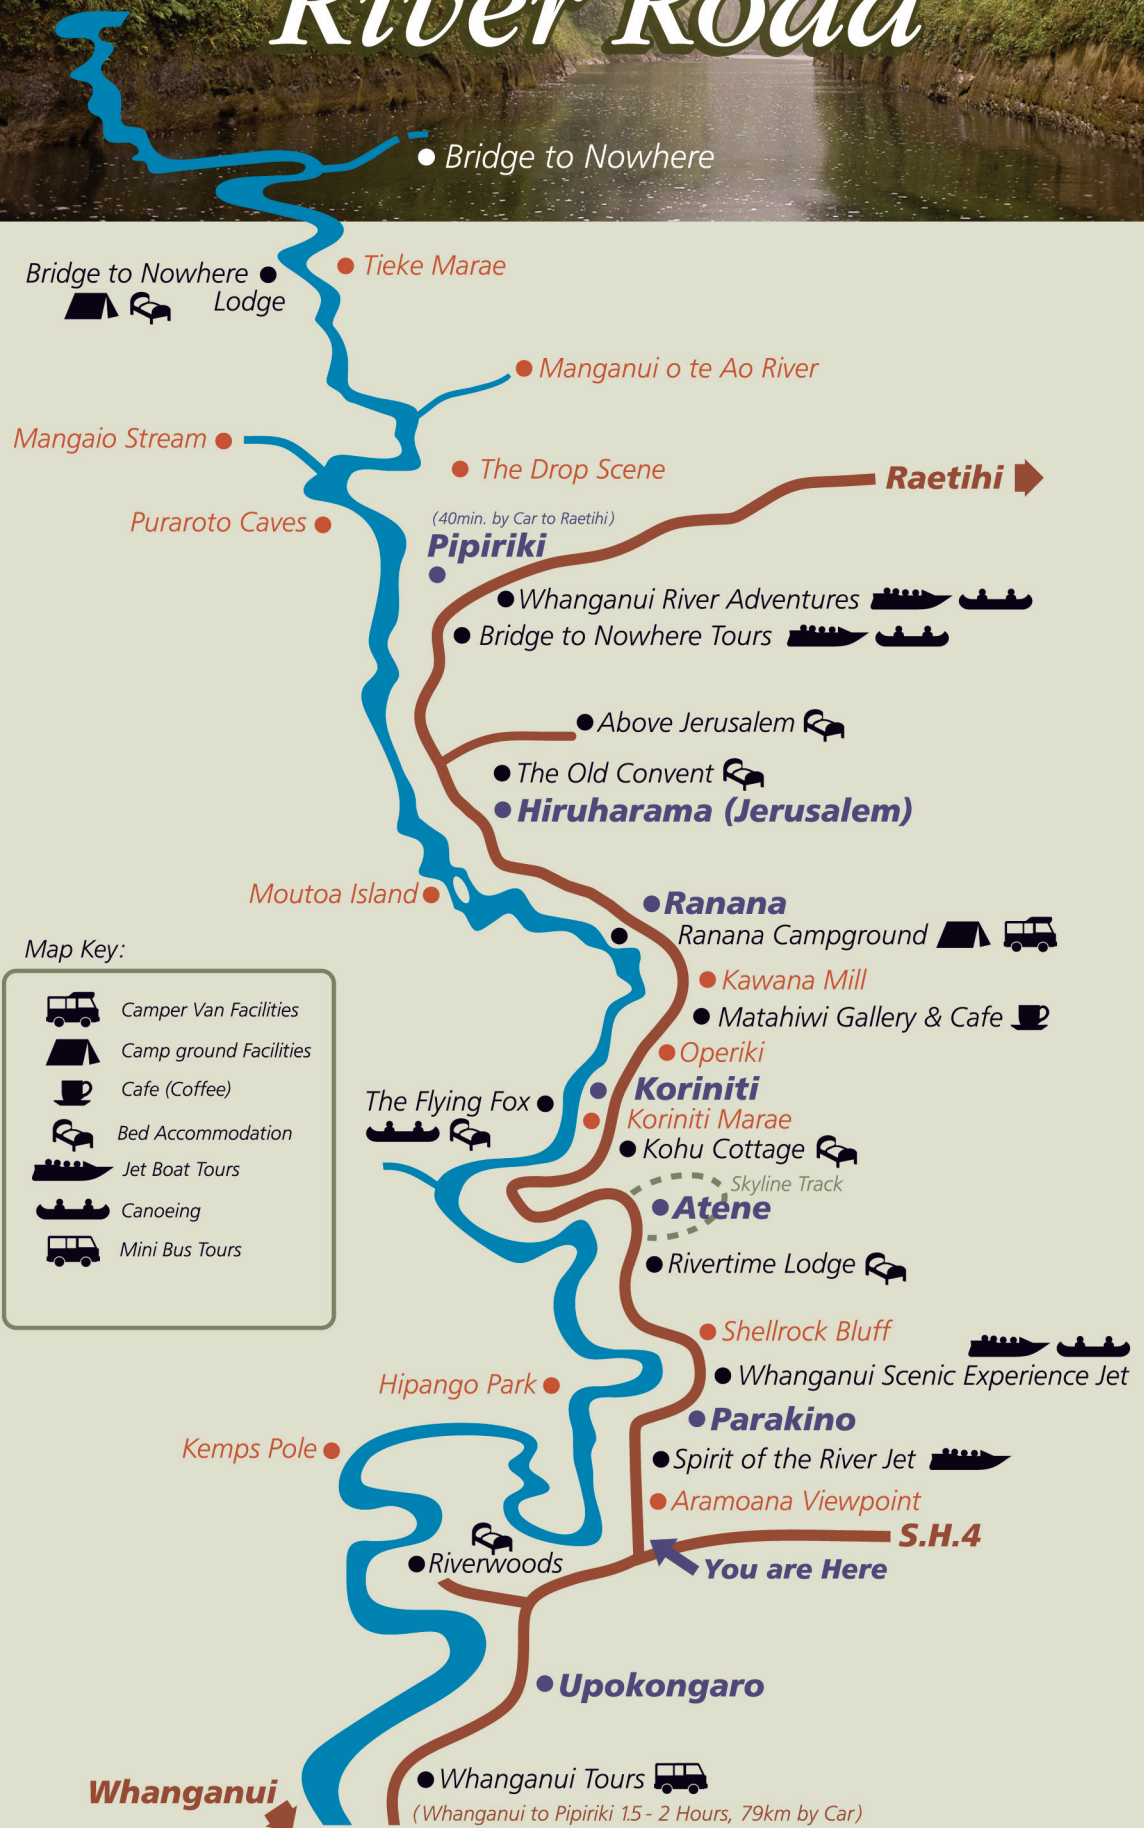 River Road
Bridge to Nowhere
Bridge to Nowhere
Lodge
Tieke Marae
Manganui o te Ao River
Mangaio Stream
The Drop Scene
Raetihi
Puraroto Caves
(40min. by Car to Raetihi)
Pipiriki
Whanganui River Adventures
Bridge to Nowhere Tours
Above Jerusalem
The Old Convent
Hiruharama (Jerusalem)
Moutoa Island
Ranana
Ranana Campground
Kawana Mill
Matahiwi Gallery & Cafe
Operiki
Koriniti
The Flying Fox
Koriniti Marae
Kohu Cottage
Skyline Track
Atene
Rivertime Lodge
Map Key:
Camper Van Facilities
Camp ground Facilities
Cafe (Coffee)
Bed Accommodation
Jet Boat Tours
Canoeing
Mini Bus Tours
Shellrock Bluff
Whanganui Scenic Experience Jet
Hipango Park
Parakino
Kemps Pole
Spirit of the River Jet
Aramoana Viewpoint
S.H.4
You are Here
Riverwoods
Upokongaro
Whanganui Tours
Whanganui
(Whanganui to Pipiriki 1.5 - 2 Hours, 79km by Car)